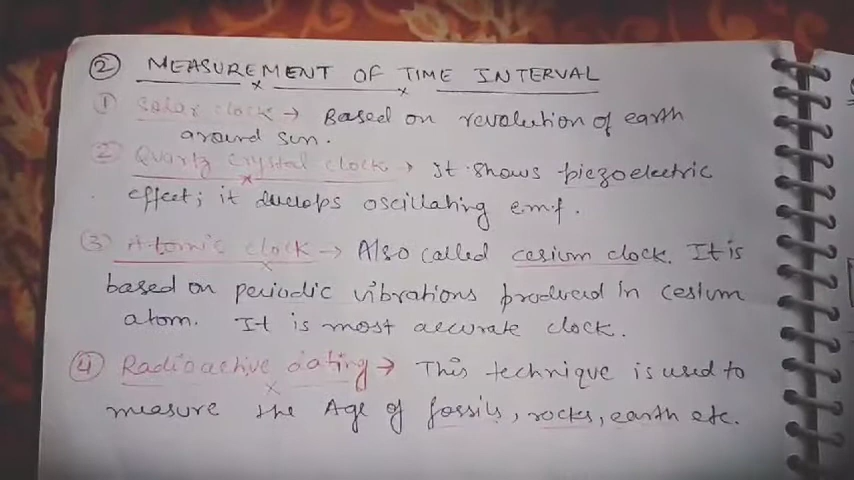 ② MEASUREMENT OF TIME INTERVAL
① Solar clock → Based on revolution of earth
around sun.
② Quartz crystal clock → it shows piezoelectric
effect; it develops oscillating emf.
③ Atomic clock → Also called cesium clock. It is
based on periodic vibrations produced in cesium
atom. It is most accurate clock.
④ Radioactive dating → This technique is used to
measure the Age of fossils, rocks, earth etc.